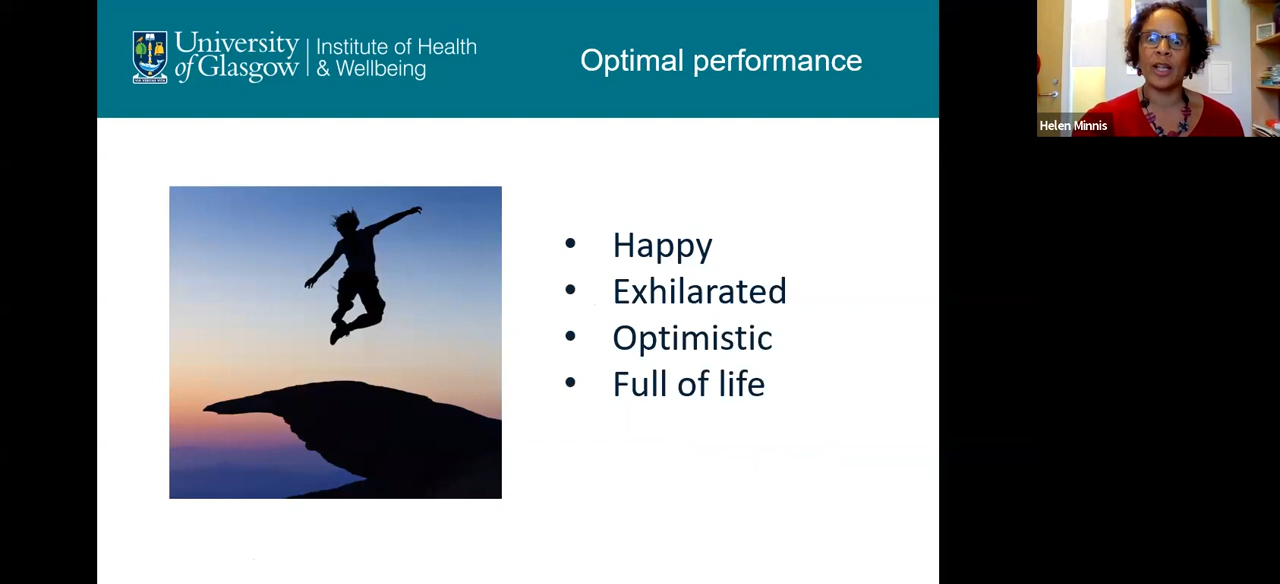 University of Glasgow
Institute of Health & Wellbeing
Optimal performance
Helen Minnis
• Happy
• Exhilarated
• Optimistic
• Full of life